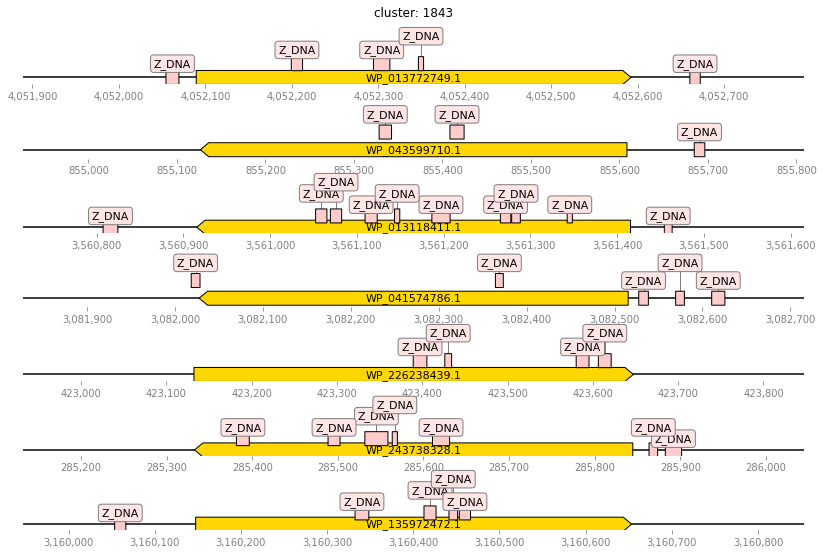 cluster: 1843
Z_DNA
Z_DNA Z_DNA Z_DNA Z_DNA Z_DNA
WP_013772749.1
4,051,900 4,052,000 4,052,100 4,052,200 4,052,300 4,052,400 4,052,500 4,052,600 4,052,700
Z_DNA Z_DNA
Z_DNA
WP_043599710.1
855,000 855,100 855,200 855,300 855,400 855,500 855,600 855,700 855,800
Z_DNA
Z_DNA Z_DNA Z_DNA
Z_DNA Z_DNA Z_DNA Z_DNA Z_DNA Z_DNA
WP_013118411.1
3,560,800 3,560,900 3,561,000 3,561,100 3,561,200 3,561,300 3,561,400 3,561,500 3,561,600
Z_DNA Z_DNA Z_DNA
Z_DNA Z_DNA
WP_041574786.1
3,081,900 3,082,000 3,082,100 3,082,200 3,082,300 3,082,400 3,082,500 3,082,600 3,082,700
Z_DNA Z_DNA
Z_DNA Z_DNA
WP_226238439.1
423,000 423,100 423,200 423,300 423,400 423,500 423,600 423,700 423,800
Z_DNA
Z_DNA
Z_DNA Z_DNA Z_DNA Z_DNA
Z_DNA
WP_243738328.1
285,200 285,300 285,400 285,500 285,600 285,700 285,800 285,900 286,000
Z_DNA
Z_DNA
Z_DNA Z_DNA Z_DNA
WP_135972472.1
3,160,000 3,160,100 3,160,200 3,160,300 3,160,400 3,160,500 3,160,600 3,160,700 3,160,800